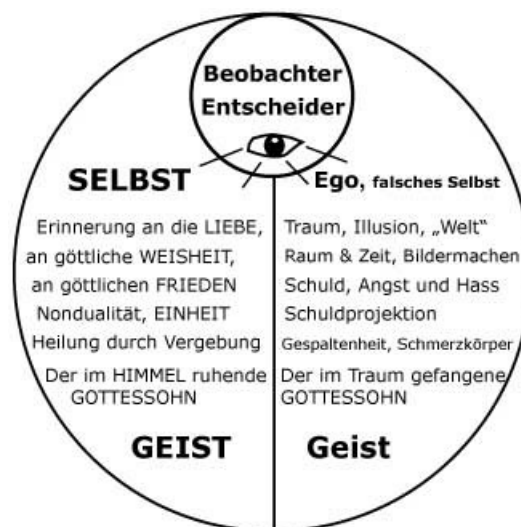 Beobachter
Entscheider
SELBST
Erinnerung an die LIEBE,
an göttliche WEISHEIT,
an göttlichen FRIEDEN
Nondualität, EINHEIT
Heilung durch Vergebung
Der im HIMMEL ruhende
GOTTESSOHN
GEIST
Ego, falsches Selbst
Traum, Illusion, „Welt“
Raum & Zeit, Bildermachen
Schuld, Angst und Hass
Schuldprojektion
Gespaltenheit, Schmerzkörper
Der im Traum gefangene
GOTTESSOHN
Geist